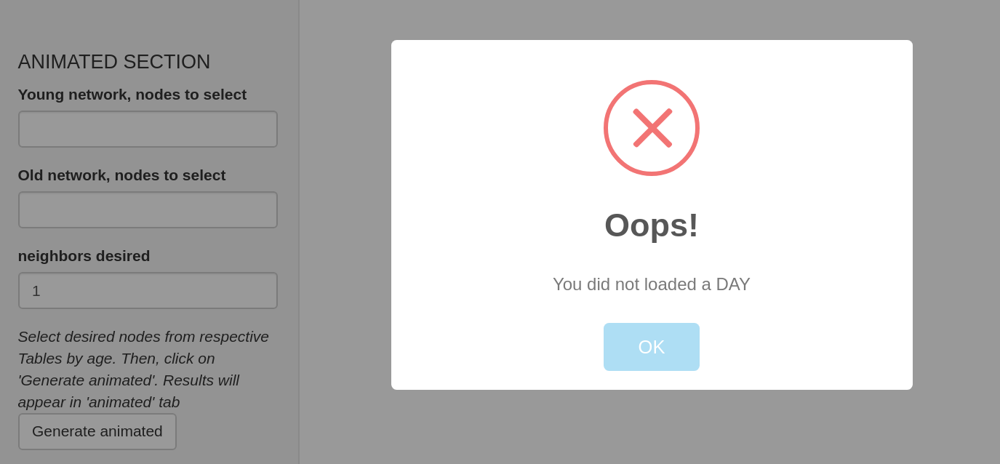 ANIMATED SECTION
Young network, nodes to select
Old network, nodes to select
neighbors desired
1
Select desired nodes from respective
Tables by age. Then, click on
'Generate animated'. Results will
appear in 'animated' tab
Generate animated
Oops!
You did not loaded a DAY
OK